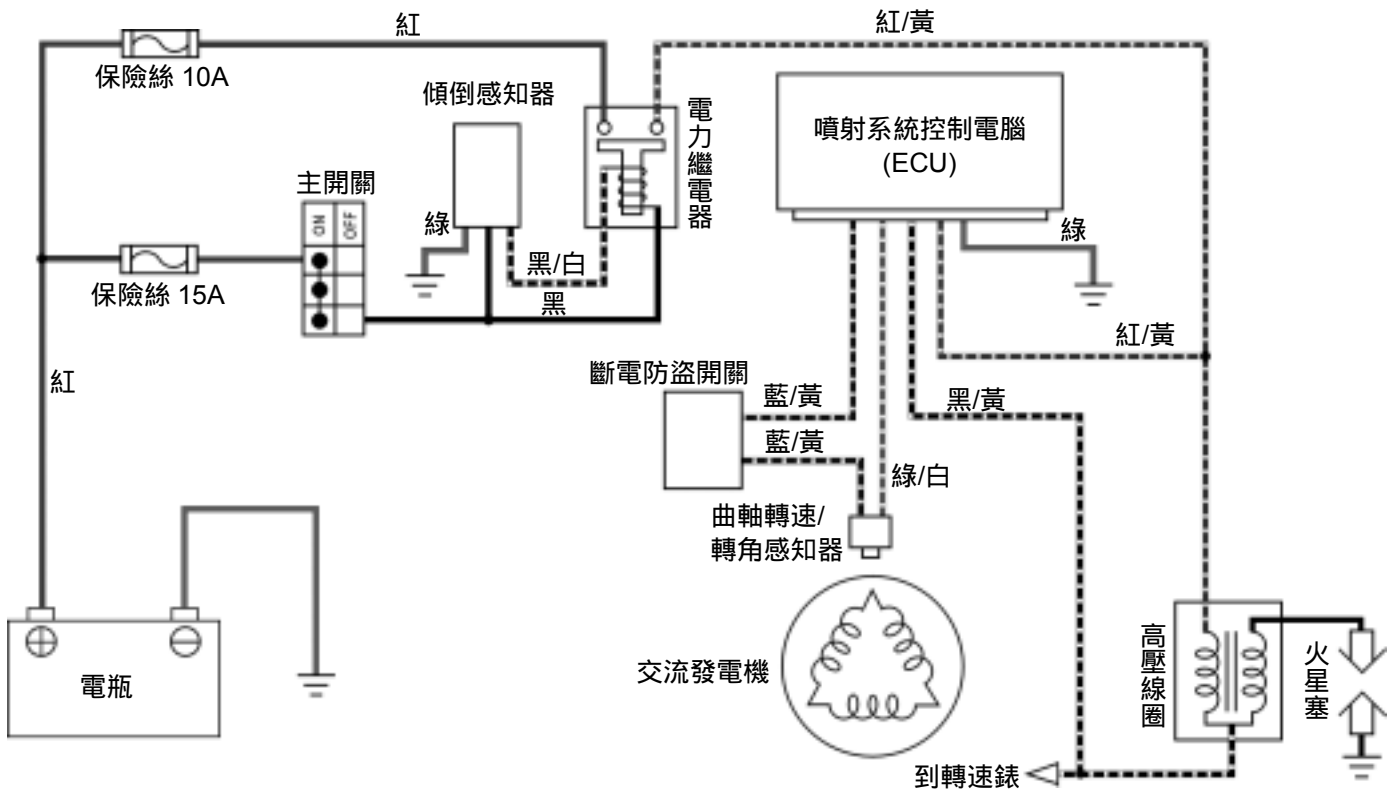 紅
紅/黃
保險絲 10A
傾倒感知器
電力繼電器
噴射系統控制電腦
(ECU)
主開關
ON
OFF
綠
綠
黑/白
保險絲 15A
黑
紅/黃
紅
斷電防盜開關
藍/黃
黑/黃
藍/黃
綠/白
曲軸轉速/
轉角感知器
電瓶
交流發電機
高壓線圈
火星塞
到轉速錶